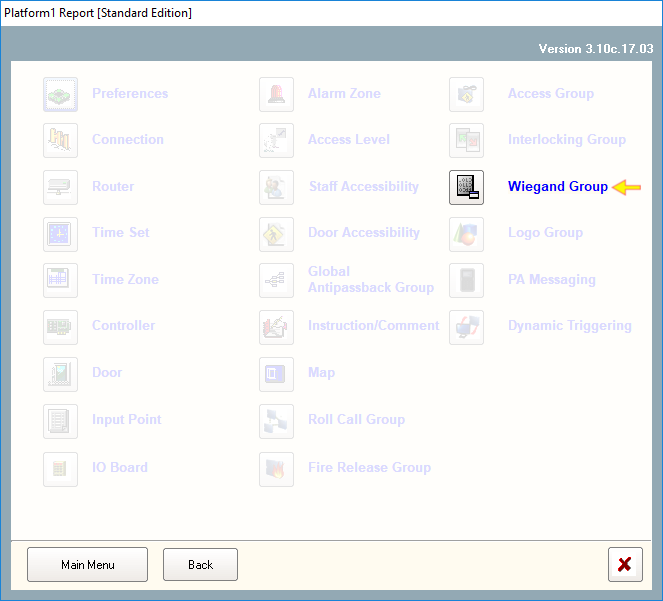 Platform1 Report [Standard Edition]
Version 3.10c.17.03
Preferences
Connection
Router
Time Set
Time Zone
Controller
Door
Input Point
IO Board
Alarm Zone
Access Level
Staff Accessibility
Door Accessibility
Global
Antipassback Group
Instruction/Comment
Map
Roll Call Group
Fire Release Group
Access Group
Interlocking Group
Wiegand Group
Logo Group
PA Messaging
Dynamic Triggering
Main Menu
Back